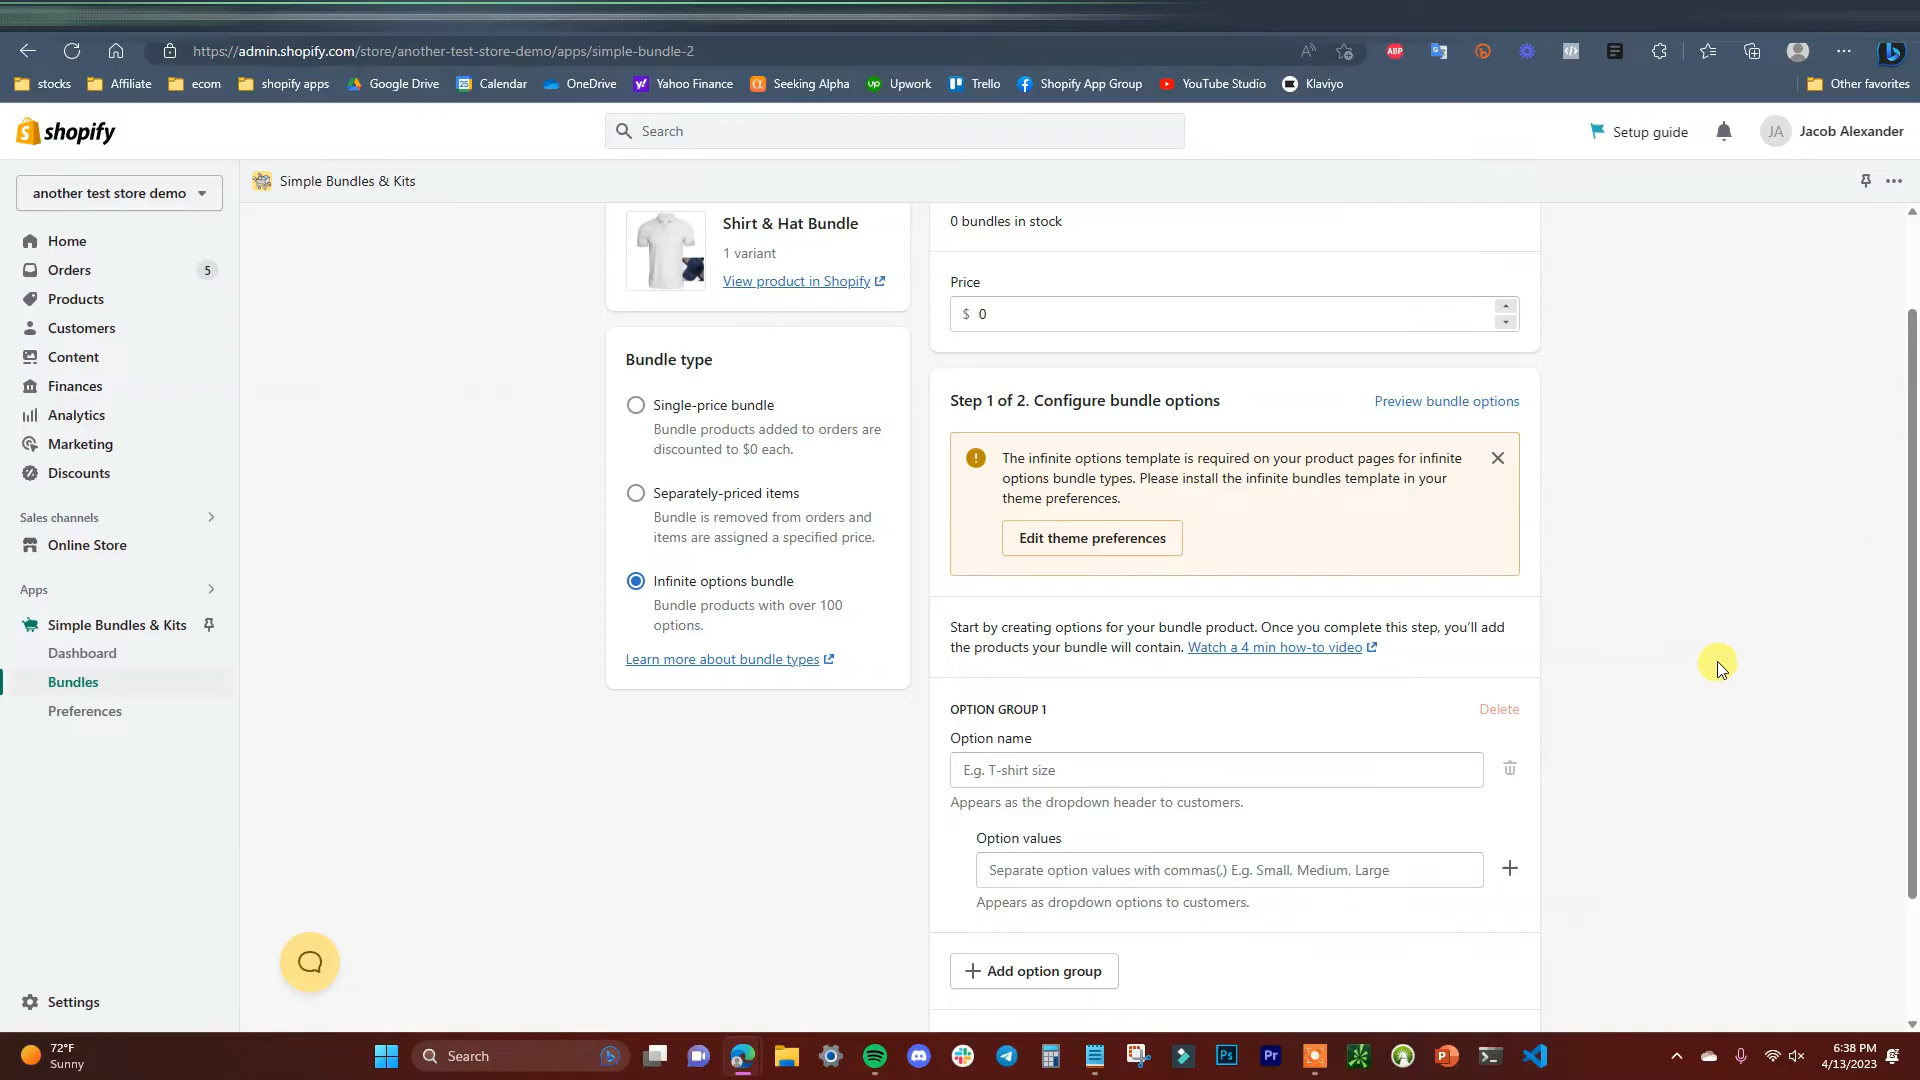 https://admin.shopify.com/store/another-test-store-demo/apps/simple-bundle-2
ABP
stocks
Affiliate
ecom
shopify apps
Google Drive
Calendar
OneDrive
Yahoo Finance
Seeking Alpha
Upwork
Trello
Shopify App Group
YouTube Studio
Klaviyo
Other favorites
shopify
Search
Setup guide
JA
Jacob Alexander
another test store demo
Simple Bundles & Kits
Home
Orders
5
Products
Customers
Content
Finances
Analytics
Marketing
Discounts
Sales channels
Online Store
Apps
Simple Bundles & Kits
Dashboard
Bundles
Preferences
Settings
Shirt & Hat Bundle
1 variant
View product in Shopify
Bundle type
Single-price bundle
Bundle products added to orders are
discounted to $0 each.
Separately-priced items
Bundle is removed from orders and
items are assigned a specified price.
Infinite options bundle
Bundle products with over 100
options.
Learn more about bundle types
0 bundles in stock
Price
$ 0
Step 1 of 2. Configure bundle options
Preview bundle options
The infinite options template is required on your product pages for infinite
options bundle types. Please install the infinite bundles template in your
theme preferences.
Edit theme preferences
Start by creating options for your bundle product. Once you complete this step, you'll add
the products your bundle will contain. Watch a 4 min how-to video
OPTION GROUP 1
Delete
Option name
E.g. T-shirt size
Appears as the dropdown header to customers.
Option values
Separate option values with commas(,) E.g. Small, Medium, Large
Appears as dropdown options to customers.
Add option group
72°F
Sunny
Search
Ps
Pr
6:38 PM
4/13/2023